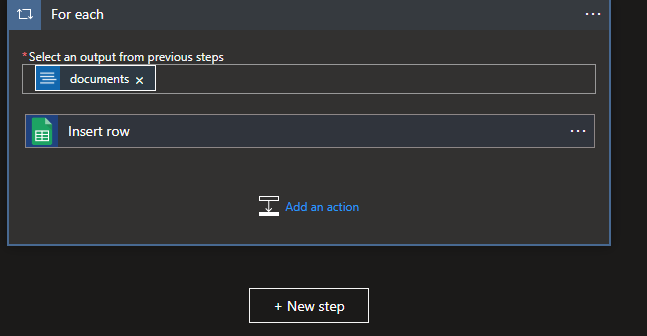 For each
*Select an output from previous steps
documents ×
Insert row
Add an action
+ New step